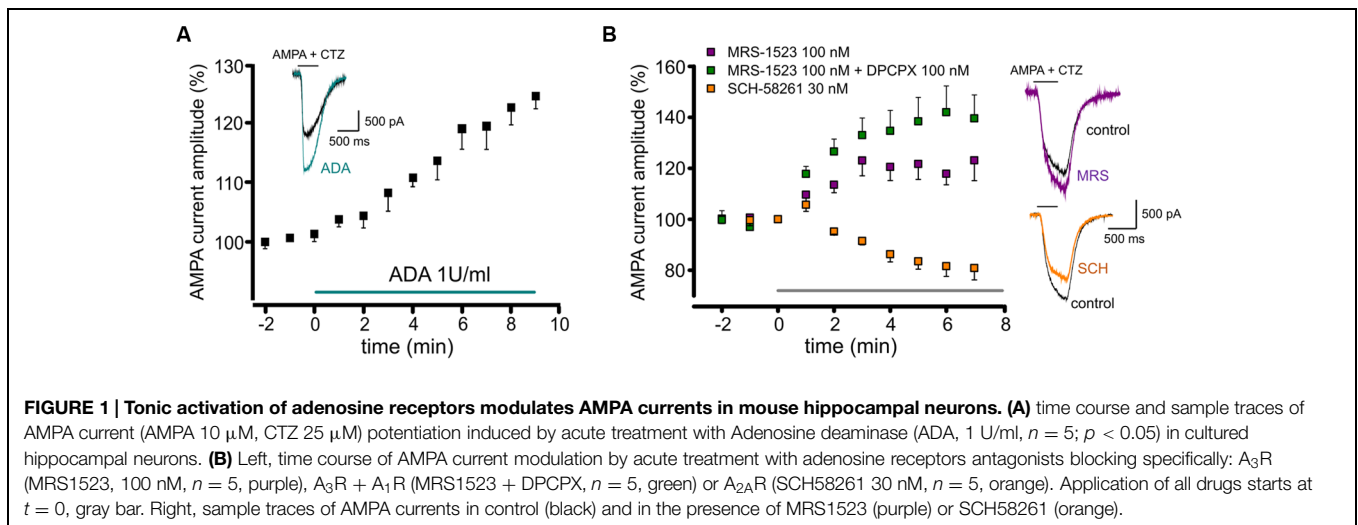 A
AMPA + CTZ
500 pA
500 ms
ADA
AMPA current amplitude (%)
130
120
110
100
ADA 1U/ml
-2 0 2 4 6 8 10
time (min)
B
MRS-1523 100 nM
MRS-1523 100 nM + DPCPX 100 nM
SCH-58261 30 nM
AMPA current amplitude (%)
160
140
120
100
80
-2 0 2 4 6 8
time (min)
AMPA + CTZ
control
MRS
500 pA
500 ms
SCH
control
FIGURE 1 | Tonic activation of adenosine receptors modulates AMPA currents in mouse hippocampal neurons. (A) time course and sample traces of
AMPA current (AMPA 10 μM, CTZ 25 μM) potentiation induced by acute treatment with Adenosine deaminase (ADA, 1 U/ml, n = 5; p < 0.05) in cultured
hippocampal neurons. (B) Left, time course of AMPA current modulation by acute treatment with adenosine receptors antagonists blocking specifically: A₃R
(MRS1523, 100 nM, n = 5, purple), A₃R + A₁R (MRS1523 + DPCPX, n = 5, green) or A₂AR (SCH58261 30 nM, n = 5, orange). Application of all drugs starts at
t = 0, gray bar. Right, sample traces of AMPA currents in control (black) and in the presence of MRS1523 (purple) or SCH58261 (orange).